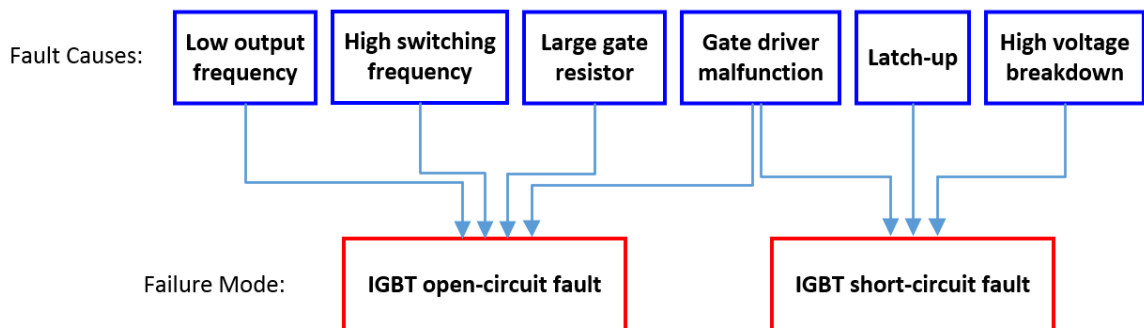 Fault Causes:
Low output
frequency
High switching
frequency
Large gate
resistor
Gate driver
malfunction
Latch-up
High voltage
breakdown
Failure Mode:
IGBT open-circuit fault
IGBT short-circuit fault